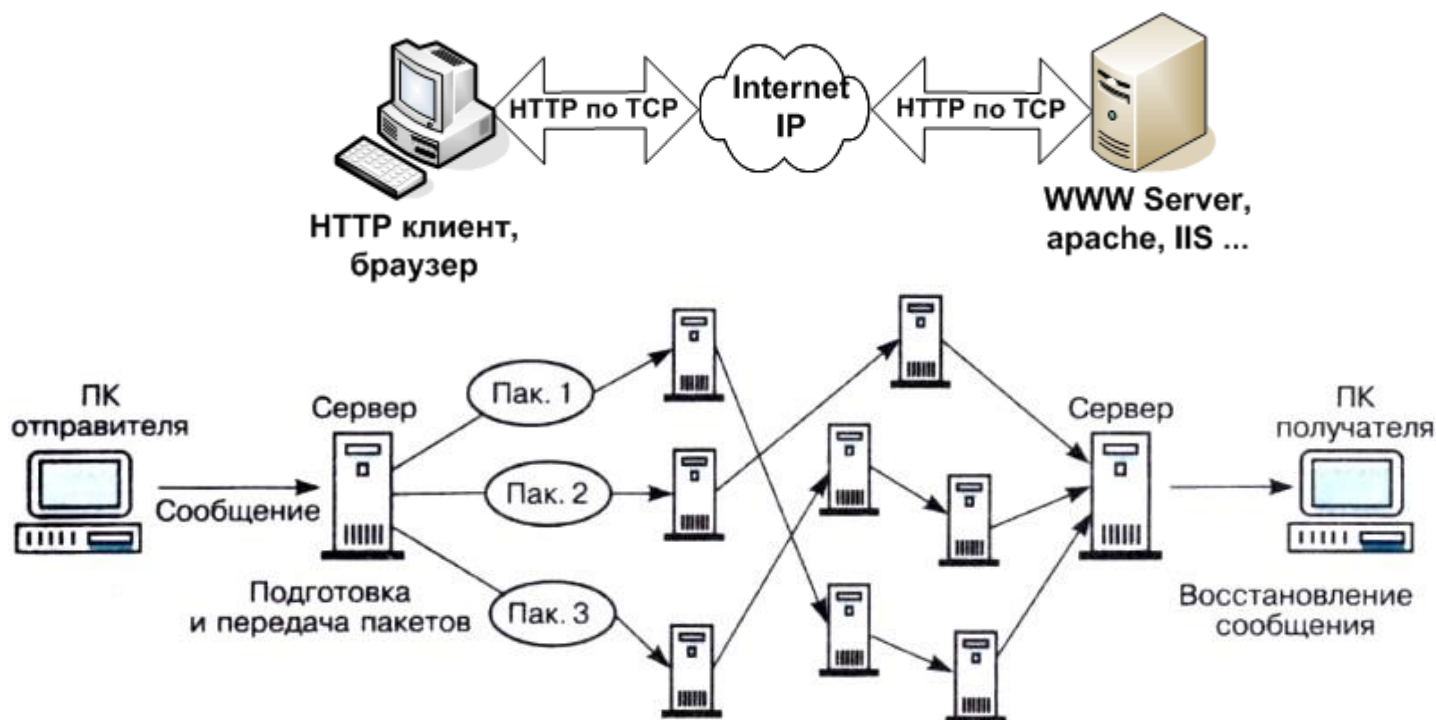 HTTP по TCP
Internet
IP
HTTP по TCP
HTTP клиент,
браузер
WWW Server,
apache, IIS ...
ПК
отправителя
Сообщение
Сервер
Подготовка
и передача пакетов
Пак. 1
Пак. 2
Пак. 3
Сервер
ПК
получателя
Восстановление
сообщения